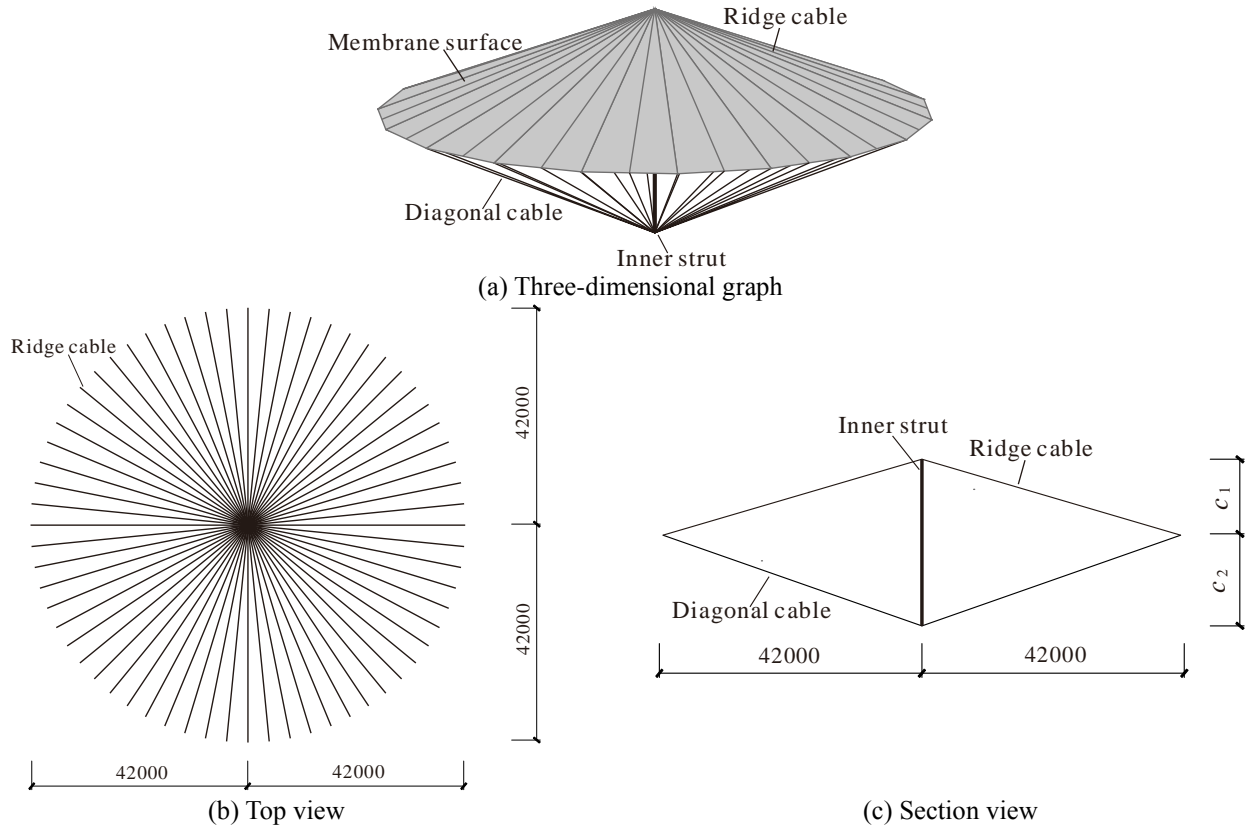 Ridge cable
Membrane surface
Diagonal cable
Inner strut
(a) Three-dimensional graph
Ridge cable
42000
42000
42000
42000
(b) Top view
Inner strut
Ridge cable
Diagonal cable
c1
c2
42000
42000
(c) Section view